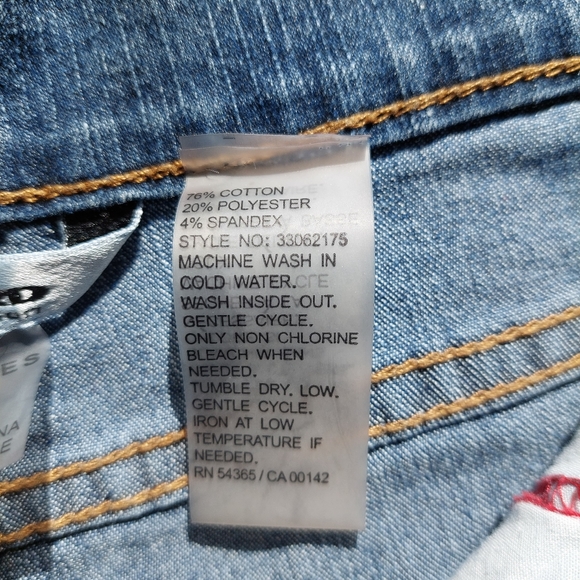 76% COTTON
20% POLYESTER
4% SPANDEX
STYLE NO: 33062175
MACHINE WASH IN
COLD WATER.
WASH INSIDE OUT.
GENTLE CYCLE.
ONLY NON CHLORINE
BLEACH WHEN
NEEDED.
TUMBLE DRY. LOW.
GENTLE CYCLE.
IRON AT LOW
TEMPERATURE IF
NEEDED.
RN 54365 / CA 00142
ES
NA
E